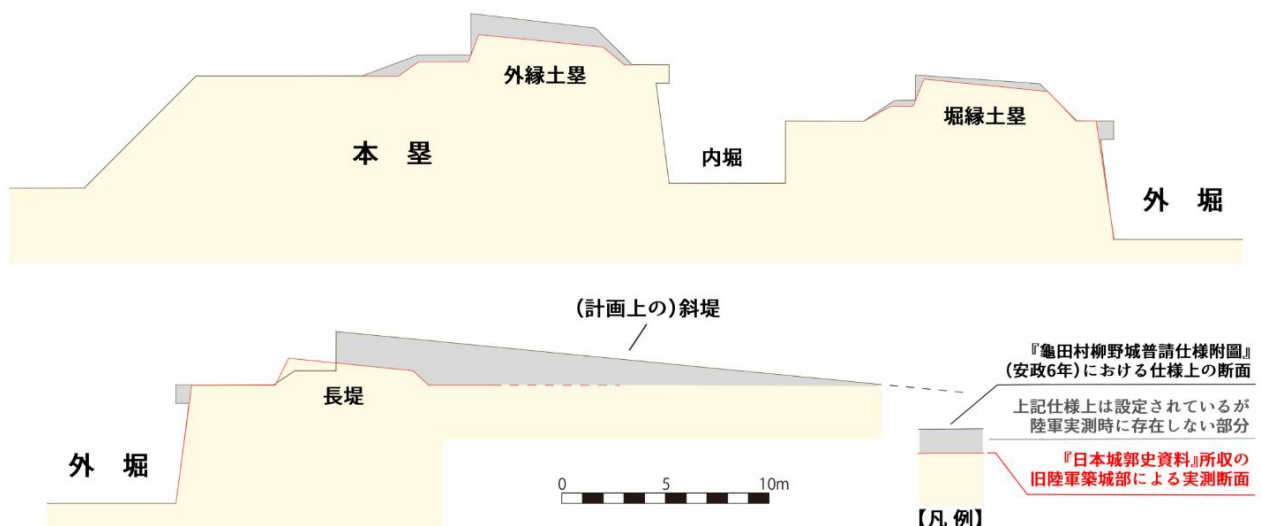 外縁土塁
本塁
内堀
堀縁土塁
外堀
(計画上の)斜堤
長堤
外堀
0 5 10m
『龜田村柳野城普請仕様附圖』
(安政6年)における仕様上の断面
上記仕様上は設定されているが
陸軍実測時に存在しない部分
『日本城郭史資料』所収の
旧陸軍築城部による実測断面
【凡例】